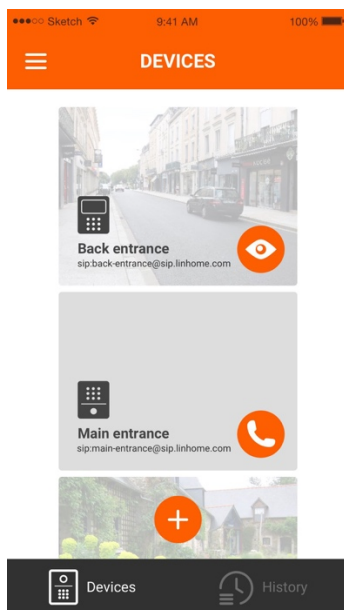 Sketch 9:41 AM 100%
DEVICES
Back entrance
sip:back-entrance@sip.linhome.com
Main entrance
sip:main-entrance@sip.linhome.com
Devices History